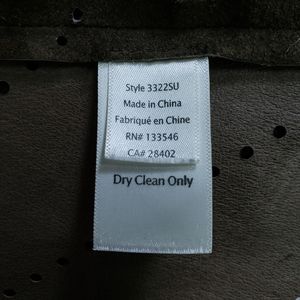 Style 3322SU
Made in China
Fabriqué en Chine
RN# 133546
CA# 28402
Dry Clean Only